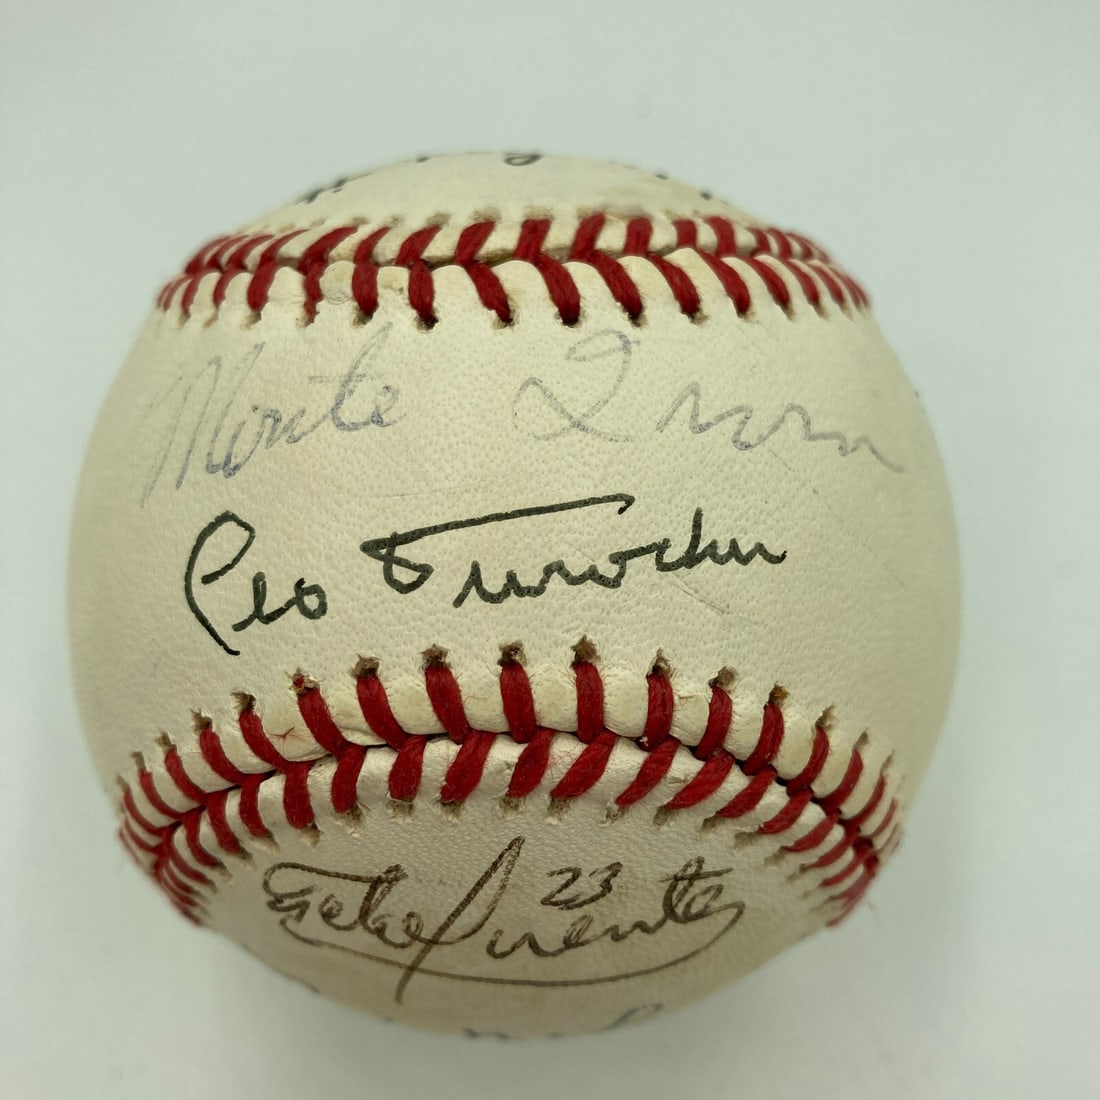 Monte Irvin
Leo Durocher
Tito Fuentes 23